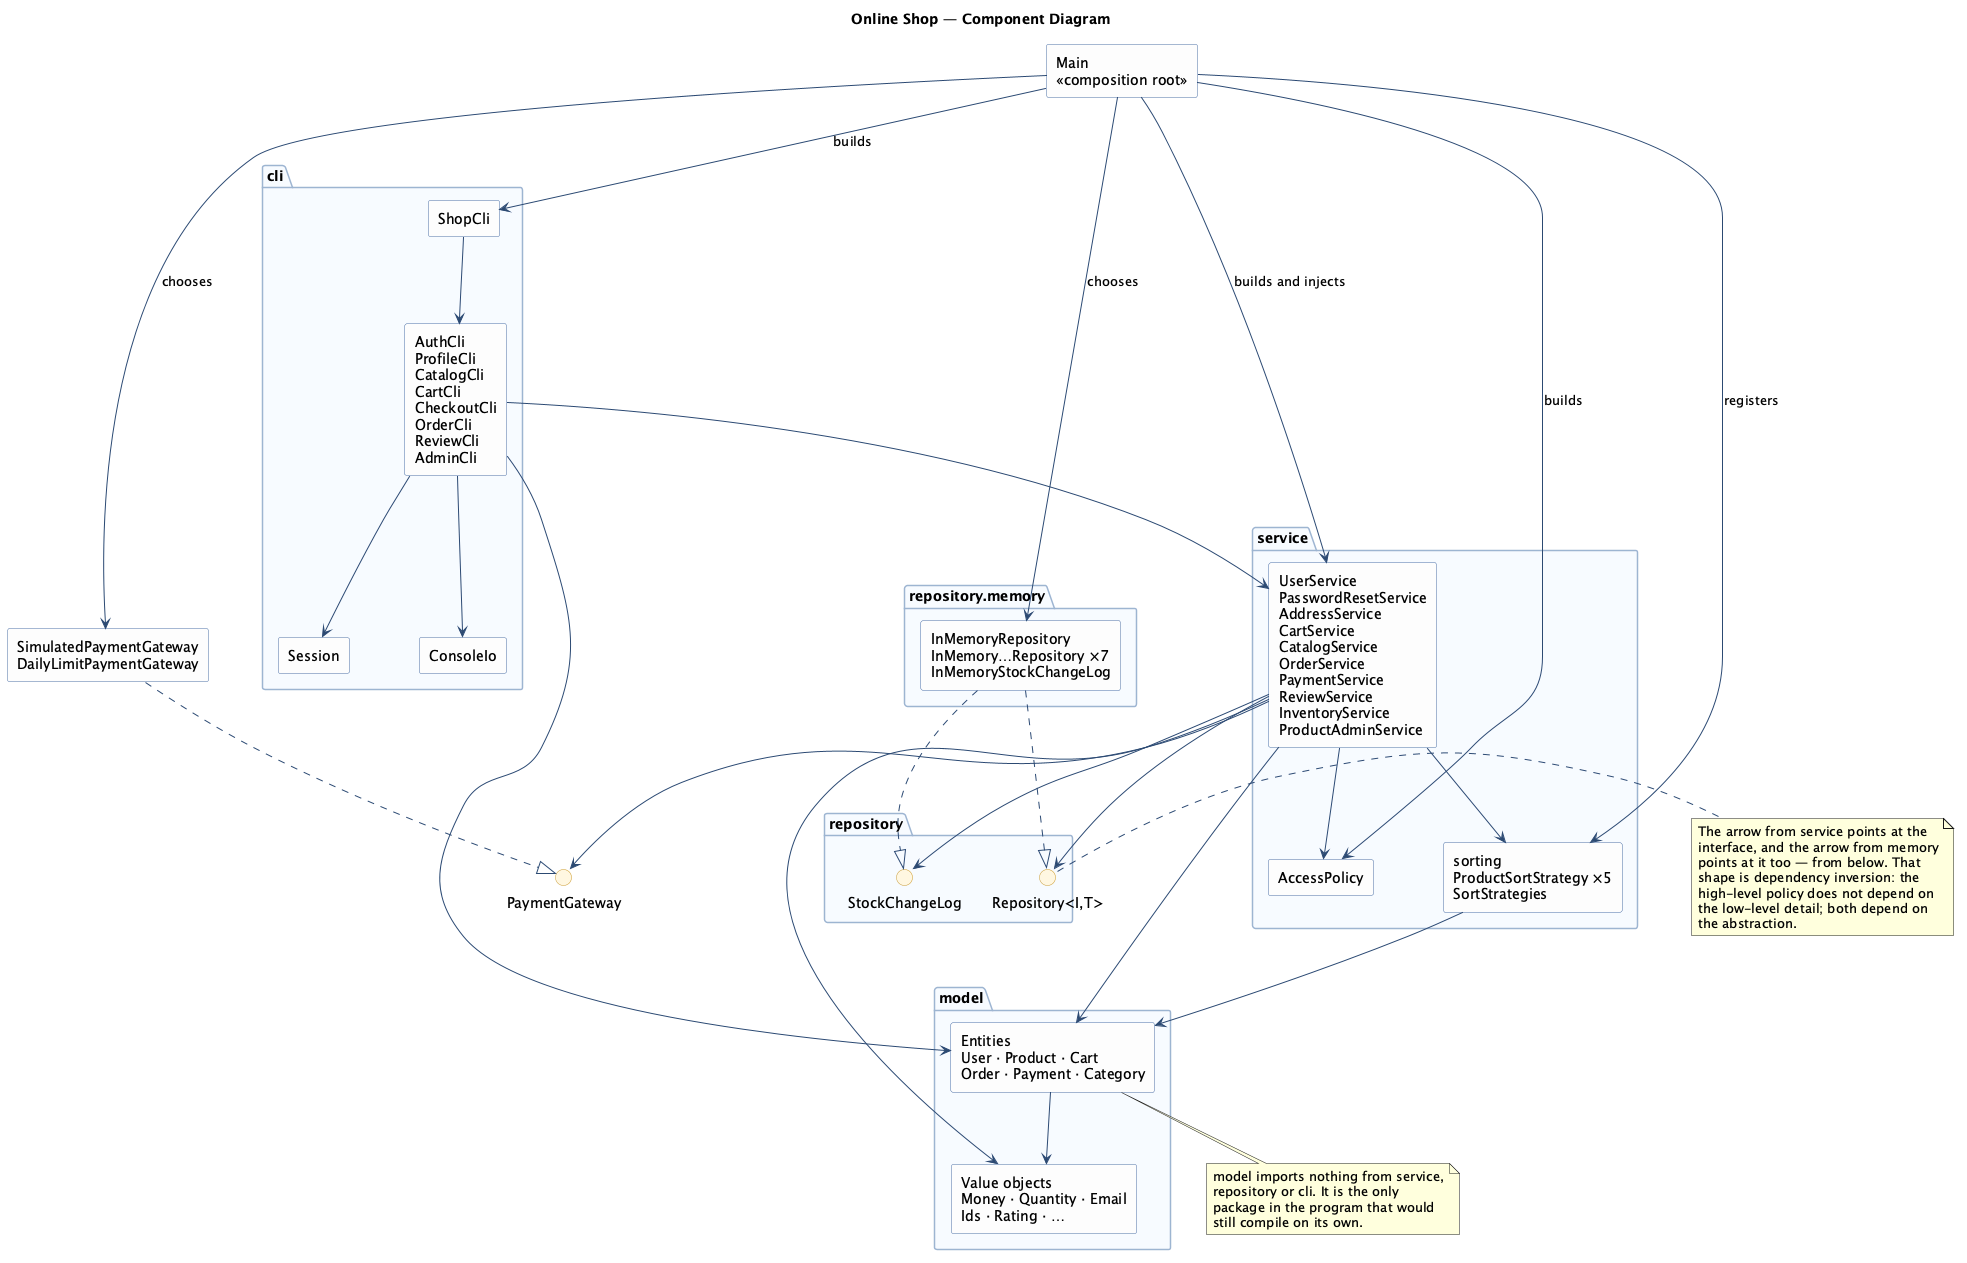 Online Shop — Component Diagram
Main
«composition root»
builds
cli
ShopCli
chooses
chooses
builds and injects
AuthCli
ProfileCli
CatalogCli
CartCli
CheckoutCli
OrderCli
ReviewCli
AdminCli
builds
registers
service
UserService
PasswordResetService
AddressService
CartService
CatalogService
OrderService
PaymentService
ReviewService
InventoryService
ProductAdminService
repository.memory
InMemoryRepository
InMemory...Repository ×7
InMemoryStockChangeLog
SimulatedPaymentGateway
DailyLimitPaymentGateway
Session
ConsoleIo
repository
StockChangeLog
Repository<I,T>
PaymentGateway
AccessPolicy
sorting
ProductSortStrategy ×5
SortStrategies
The arrow from service points at the
interface, and the arrow from memory
points at it too — from below. That
shape is dependency inversion: the
high-level policy does not depend on
the low-level detail; both depend on
the abstraction.
model
Entities
User · Product · Cart
Order · Payment · Category
Value objects
Money · Quantity · Email
Ids · Rating · ...
model imports nothing from service,
repository or cli. It is the only
package in the program that would
still compile on its own.